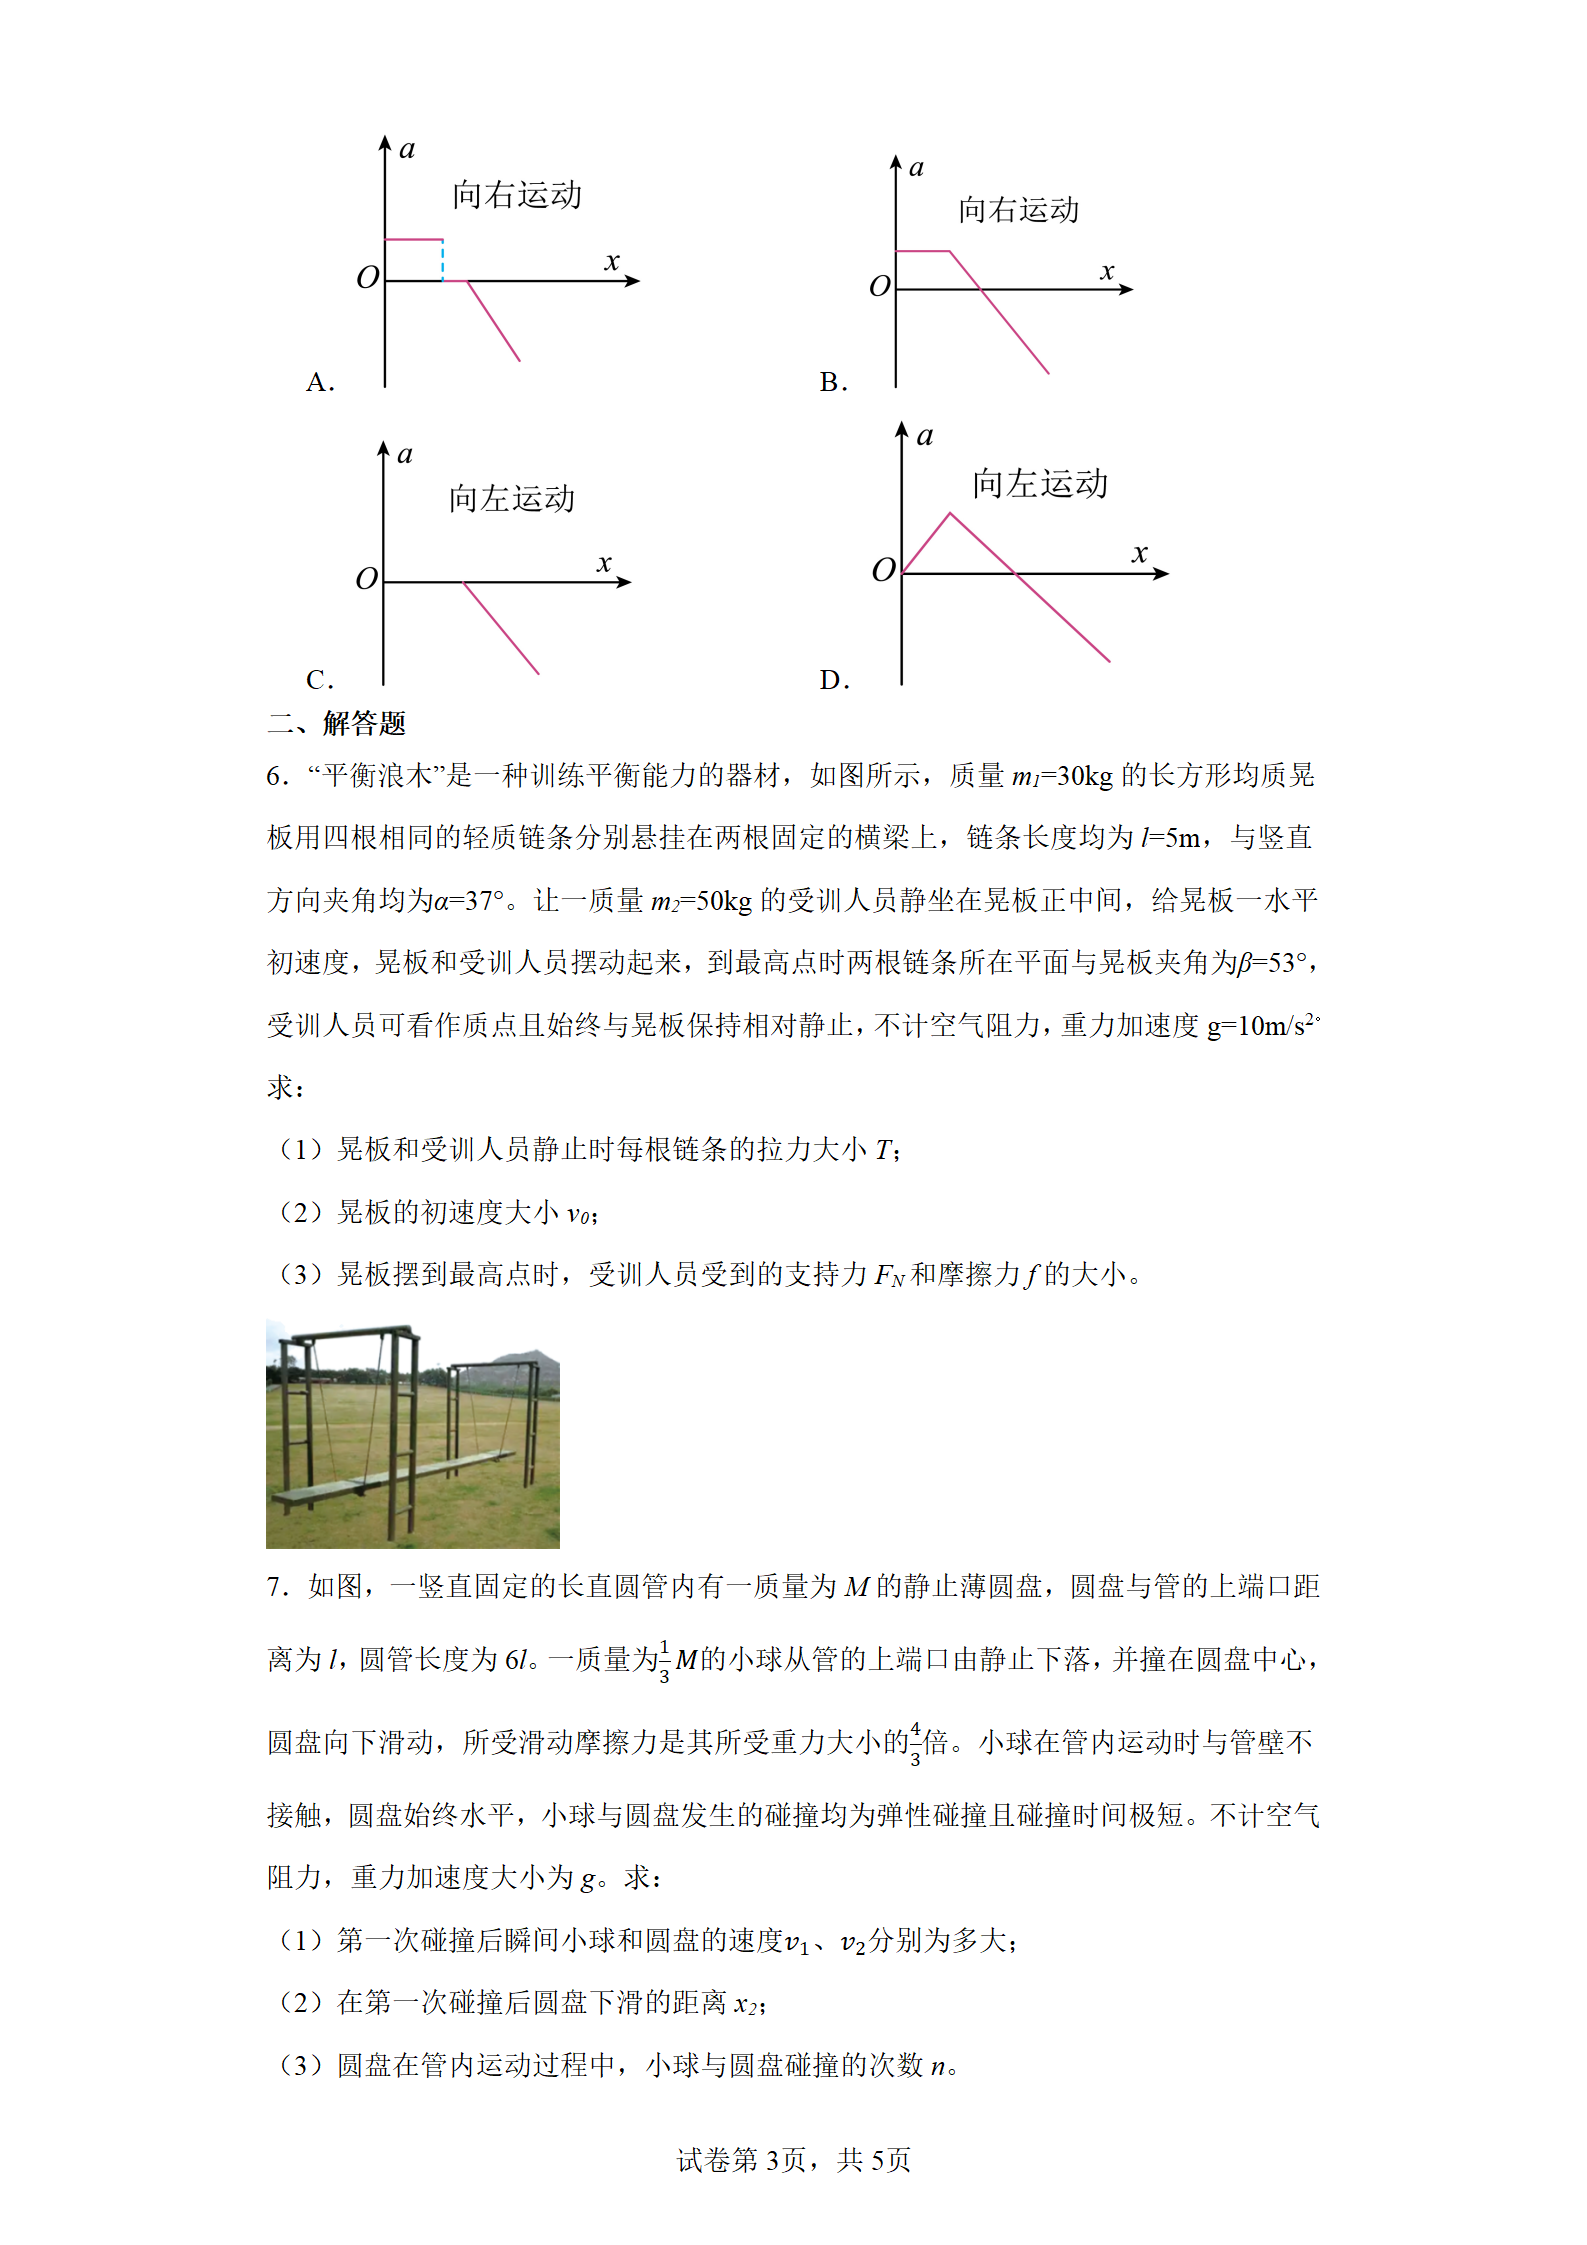 a
向右运动
O
x
A．
a
向右运动
O
x
B．
a
向左运动
O
x
C．
a
向左运动
O
x
D．
二、解答题
6．“平衡浪木”是一种训练平衡能力的器材，如图所示，质量 m₁=30kg 的长方形均质晃
板用四根相同的轻质链条分别悬挂在两根固定的横梁上，链条长度均为 l=5m，与竖直
方向夹角均为α=37°。让一质量 m₂=50kg 的受训人员静坐在晃板正中间，给晃板一水平
初速度，晃板和受训人员摆动起来，到最高点时两根链条所在平面与晃板夹角为β=53°，
受训人员可看作质点且始终与晃板保持相对静止，不计空气阻力，重力加速度 g=10m/s²。
求：
（1）晃板和受训人员静止时每根链条的拉力大小 T；
（2）晃板的初速度大小 v₀；
（3）晃板摆到最高点时，受训人员受到的支持力 F_N 和摩擦力 f 的大小。
7．如图，一竖直固定的长直圆管内有一质量为 M 的静止薄圆盘，圆盘与管的上端口距
离为 l，圆管长度为 6l。一质量为1/3 M的小球从管的上端口由静止下落，并撞在圆盘中心，
圆盘向下滑动，所受滑动摩擦力是其所受重力大小的4/3倍。小球在管内运动时与管壁不
接触，圆盘始终水平，小球与圆盘发生的碰撞均为弹性碰撞且碰撞时间极短。不计空气
阻力，重力加速度大小为 g。求：
（1）第一次碰撞后瞬间小球和圆盘的速度v₁、v₂分别为多大；
（2）在第一次碰撞后圆盘下滑的距离 x₂；
（3）圆盘在管内运动过程中，小球与圆盘碰撞的次数 n。
试卷第 3页，共 5页